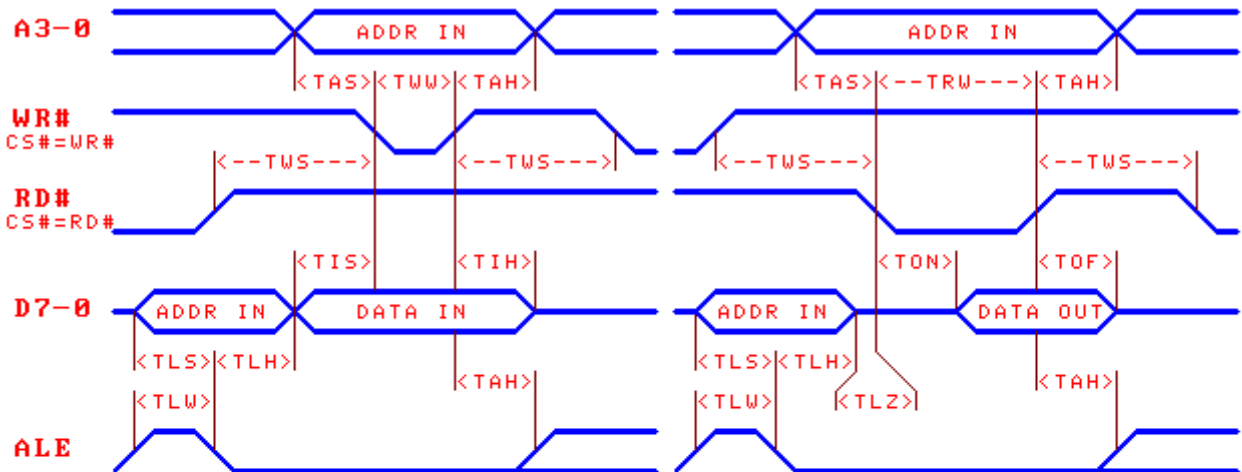 A3-0 ADDR IN ADDR IN
<TAS> <TWW> <TAH> <TAS> <--TRW---> <TAH>
WR#
CS#=WR#
<--TWS---> <--TWS---> <--TWS---> <--TWS--->
RD#
CS#=RD#
<TIS> <TIH> <TON> <TOF>
D7-0 ADDR IN DATA IN ADDR IN DATA OUT
<TLS> <TLH> <TLS> <TLH>
<TAH> <TAH>
<TLW> <TLW> <TLZ>
ALE